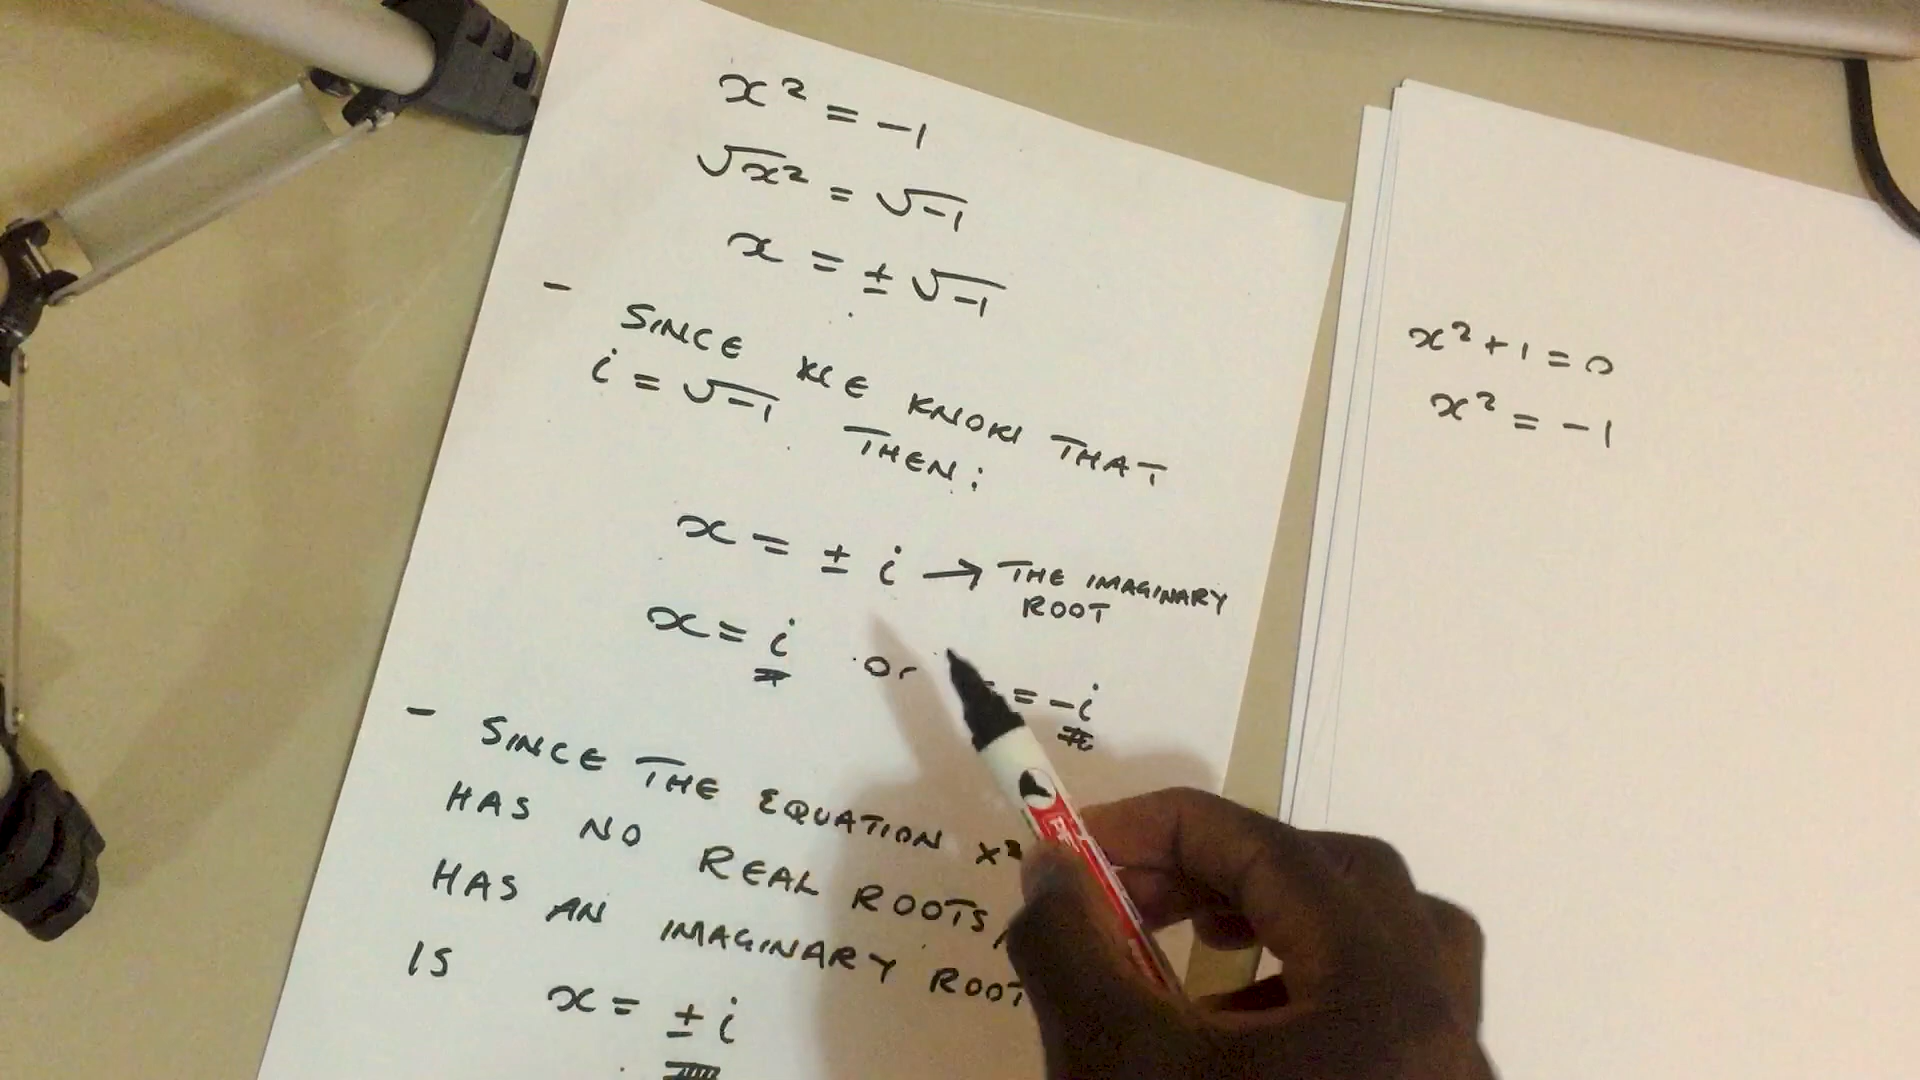 x² = -1
√x² = √-1
x = ± √-1
- SINCE WE KNOW THAT
i = √-1 THEN:
x = ± i → THE IMAGINARY
ROOT
x = i or = -i
- SINCE THE EQUATION x²
HAS NO REAL ROOTS,
HAS AN IMAGINARY ROOT
IS
x = ± i
x² + 1 = 0
x² = -1